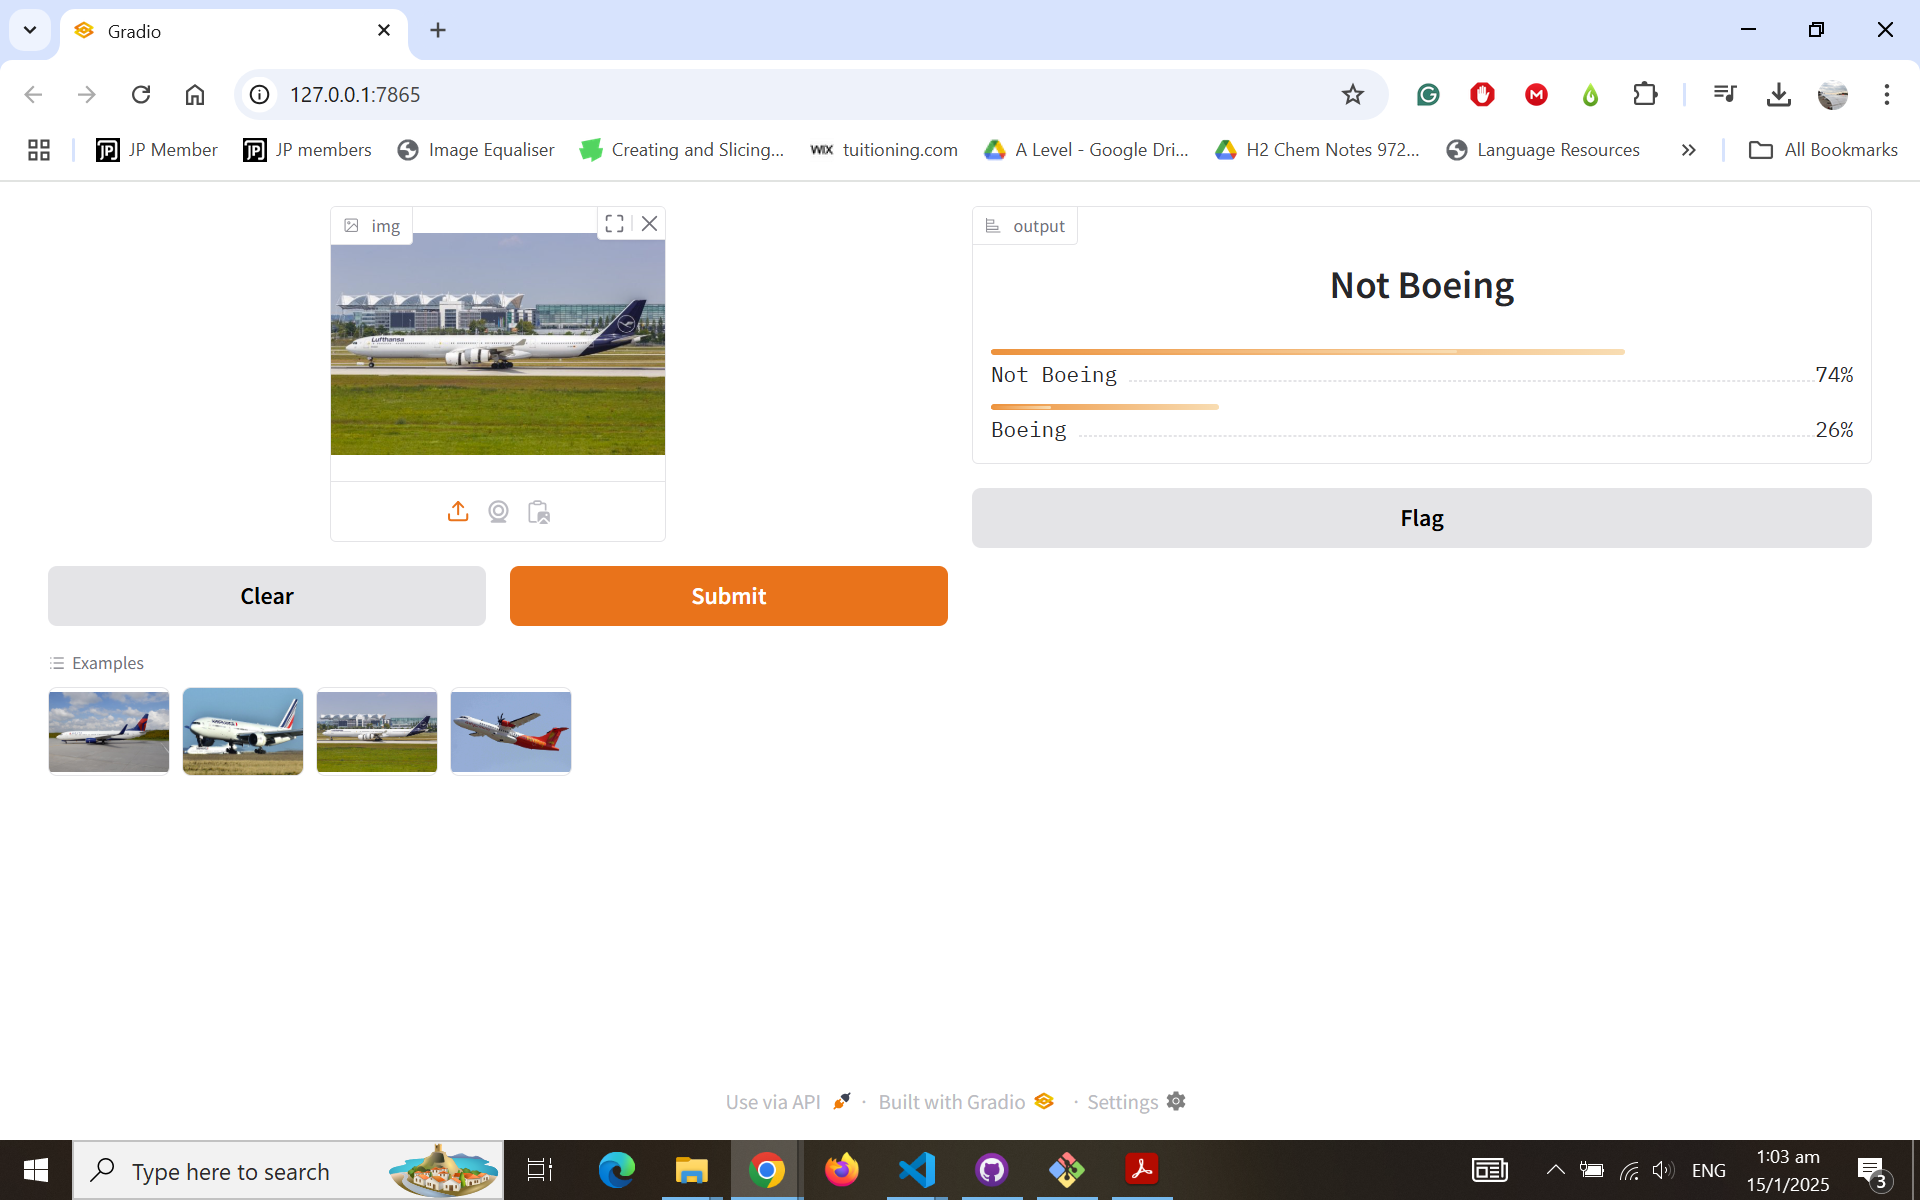 Gradio
127.0.0.1:7865
JP Member
JP members
Image Equaliser
Creating and Slicing...
WIX tuitioning.com
A Level - Google Dri...
H2 Chem Notes 972...
Language Resources
All Bookmarks
img
Lufthansa
output
Not Boeing
Not Boeing 74%
Boeing 26%
Flag
Clear
Submit
Examples
Use via API · Built with Gradio · Settings
Type here to search
ENG
1:03 am
15/1/2025
3